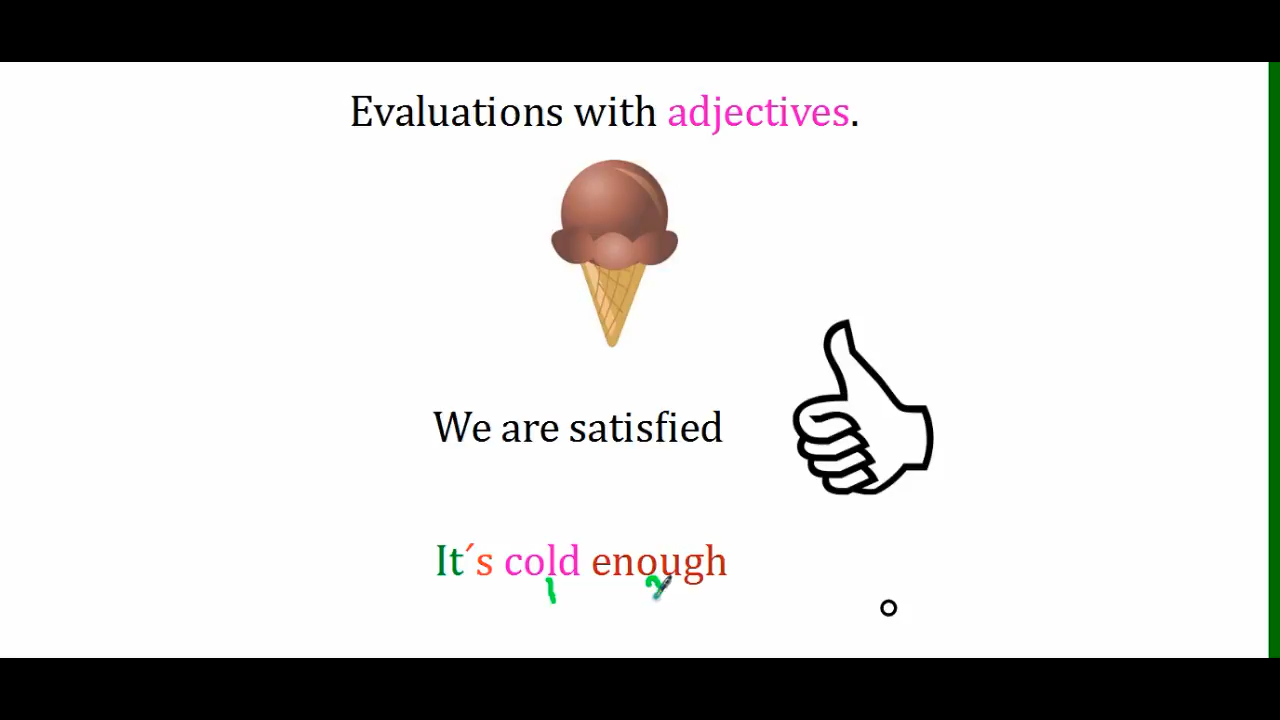 Evaluations with adjectives.
We are satisfied
It´s cold enough
1 2